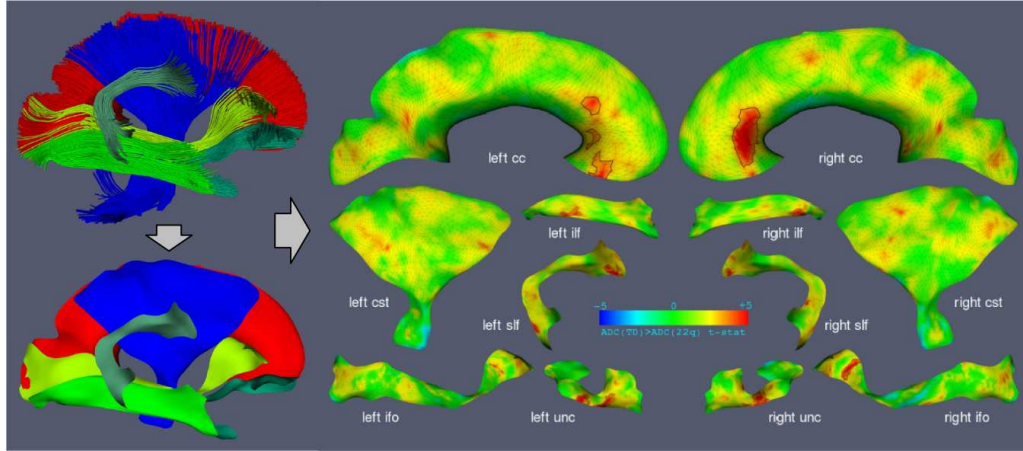 left cc
right cc
left ilf
right ilf
left cst
left slf
right slf
right cst
-5
0
+5
ADC(TD)>ADC(22q) t-stat
left ifo
left unc
right unc
right ifo